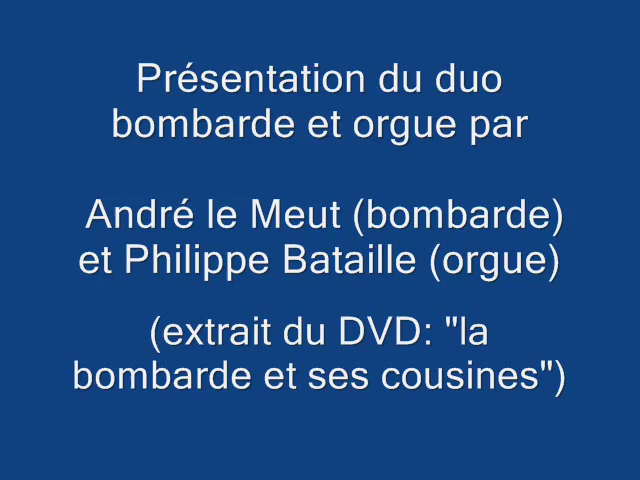 Présentation du duo
bombarde et orgue par
André le Meut (bombarde)
et Philippe Bataille (orgue)
(extrait du DVD: "la
bombarde et ses cousines")